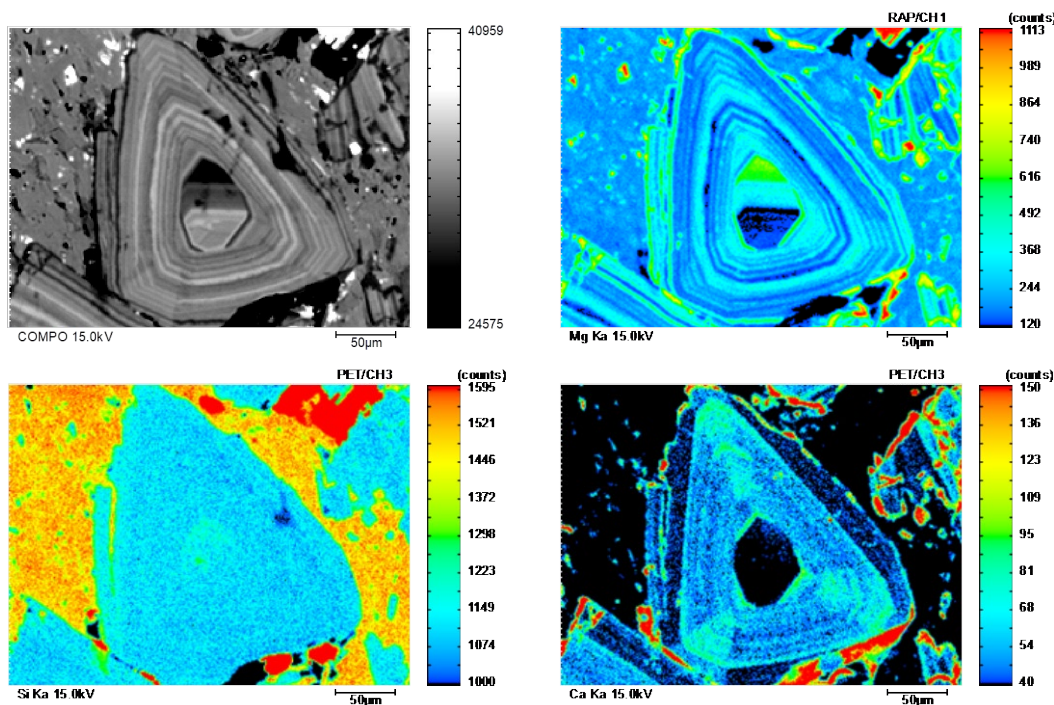 40959
24575
COMPO 15.0kV
50μm
RAP/CH1
(counts)
1113
989
864
740
616
492
368
244
120
Mg Ka 15.0kV
50μm
PET/CH3
(counts)
1595
1521
1446
1372
1298
1223
1149
1074
1000
Si Ka 15.0kV
50μm
PET/CH3
(counts)
150
136
123
109
95
81
68
54
40
Ca Ka 15.0kV
50μm